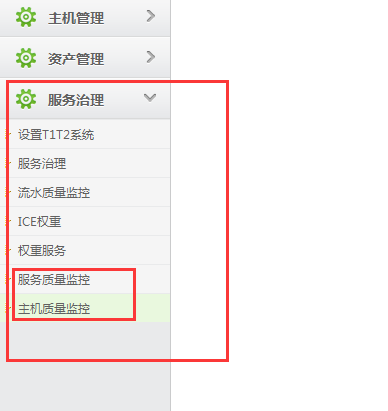 主机管理
资产管理
服务治理
设置T1T2系统
服务治理
流水质量监控
ICE权重
权重服务
服务质量监控
主机质量监控